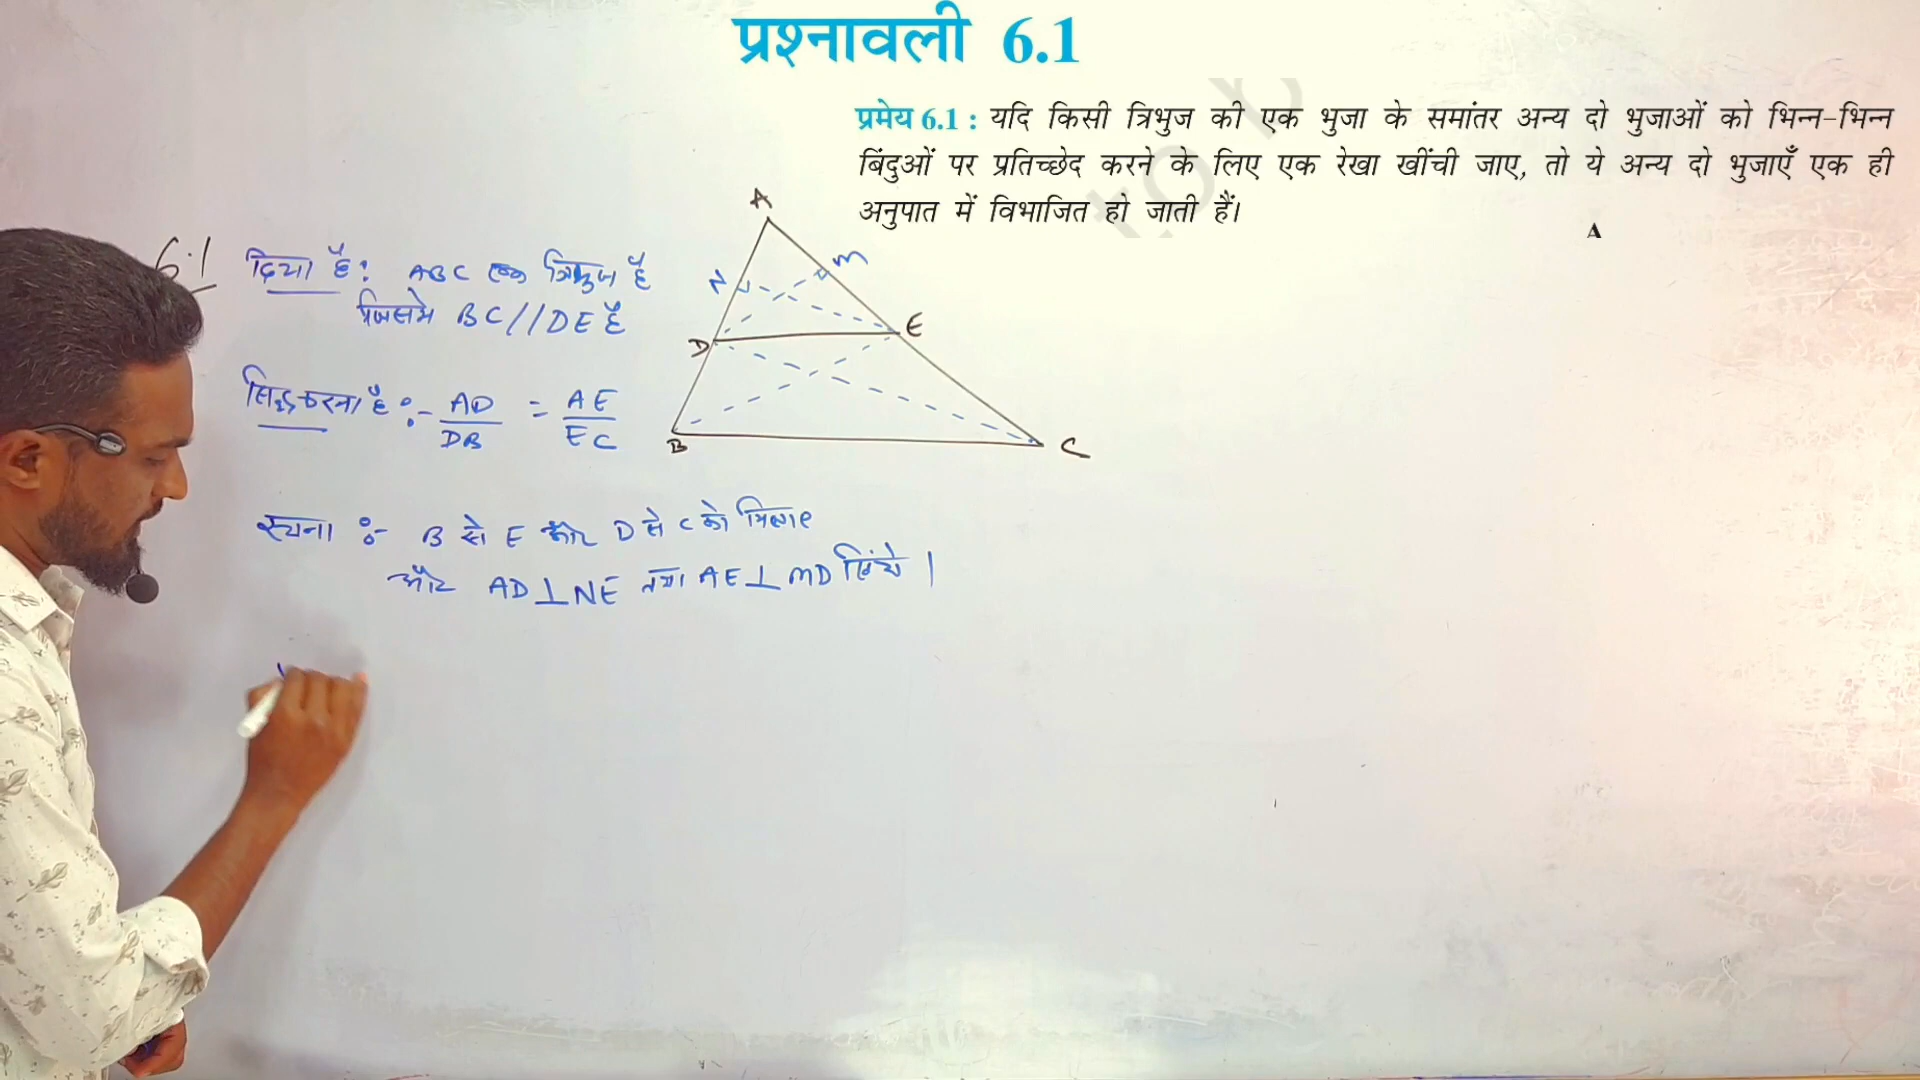 प्रश्नावली 6.1
प्रमेय 6.1 : यदि किसी त्रिभुज की एक भुजा के समांतर अन्य दो भुजाओं को भिन्न-भिन्न
बिंदुओं पर प्रतिच्छेद करने के लिए एक रेखा खींची जाए, तो ये अन्य दो भुजाएँ एक ही
अनुपात में विभाजित हो जाती हैं।
A
6.1
दिया है: ABC एक त्रिभुज है
जिसमे BC//DE है
सिद्ध करना है :- AD/DB = AE/EC
रचना :- B से E और D से C को मिलाए
और AD⊥NE तथा AE⊥MD खिंचे |
A
N
M
D
E
B
C